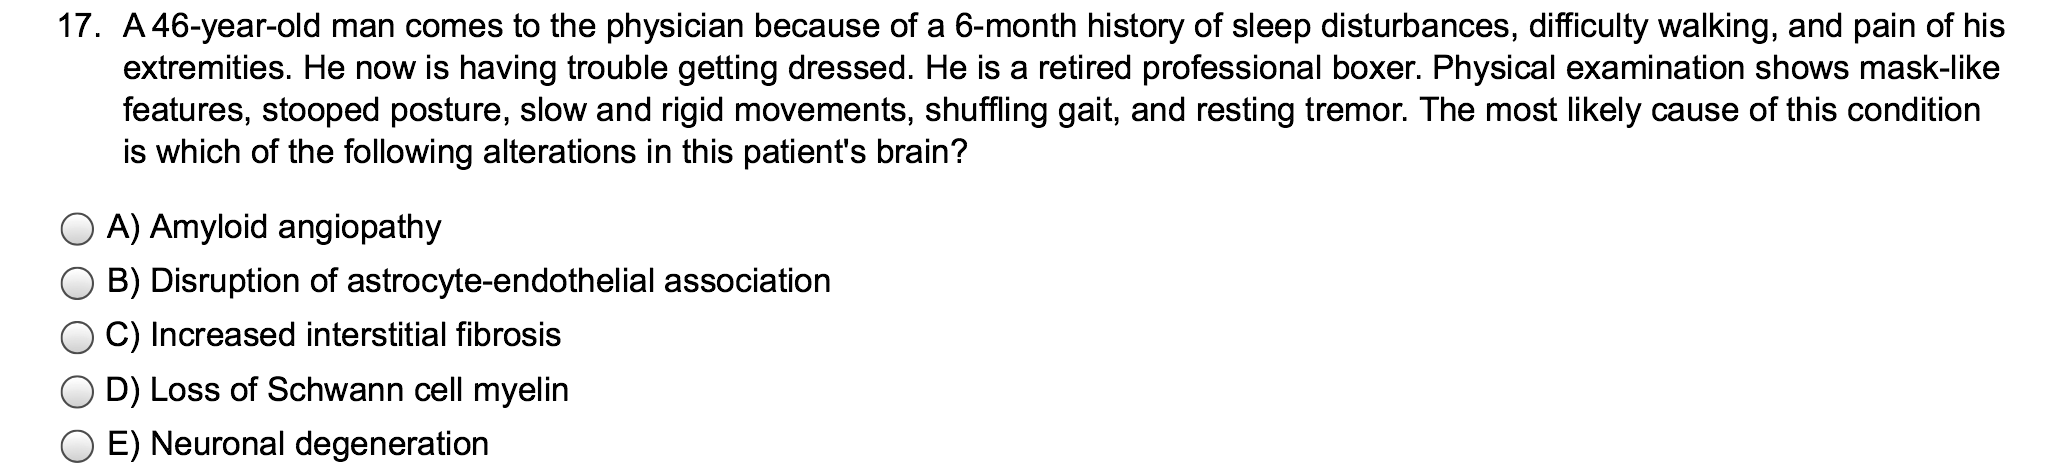 17. A 46-year-old man comes to the physician because of a 6-month history of sleep disturbances, difficulty walking, and pain of his
extremities. He now is having trouble getting dressed. He is a retired professional boxer. Physical examination shows mask-like
features, stooped posture, slow and rigid movements, shuffling gait, and resting tremor. The most likely cause of this condition
is which of the following alterations in this patient's brain?
A) Amyloid angiopathy
B) Disruption of astrocyte-endothelial association
C) Increased interstitial fibrosis
D) Loss of Schwann cell myelin
E) Neuronal degeneration